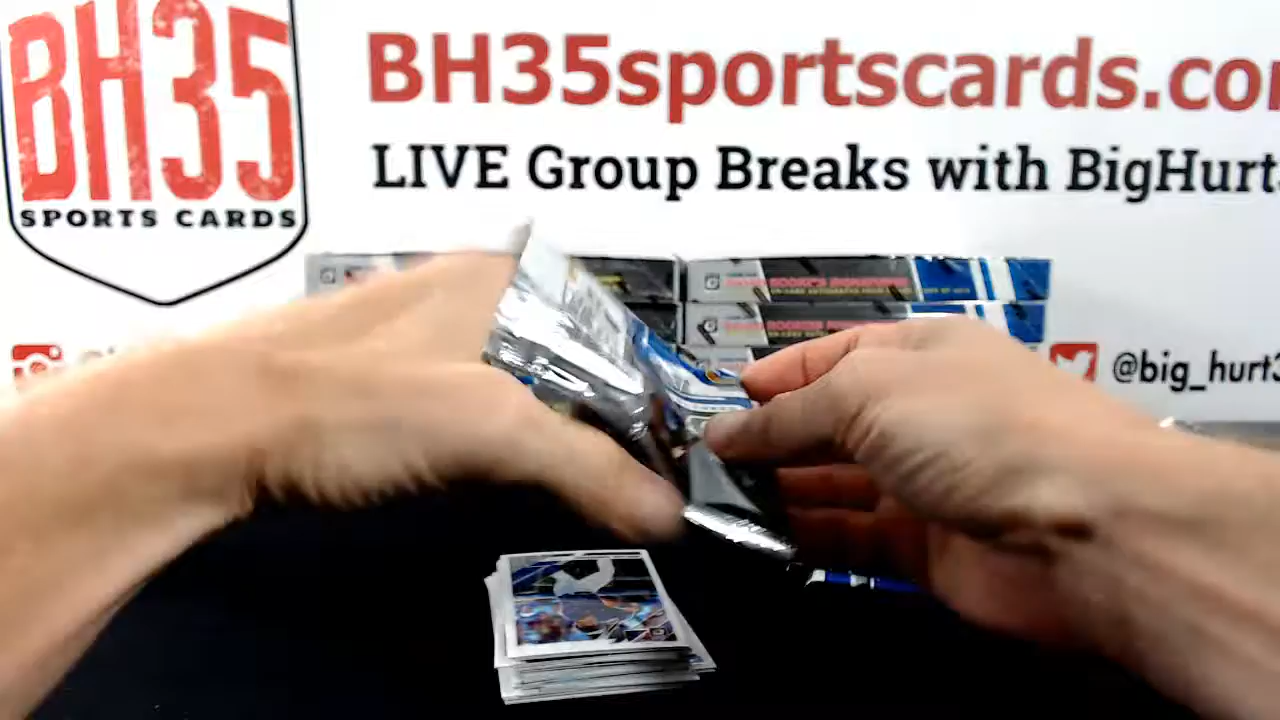 BH35
SPORTS CARDS
BH35sportscards.co
LIVE Group Breaks with BigHurt
@big_hurt3